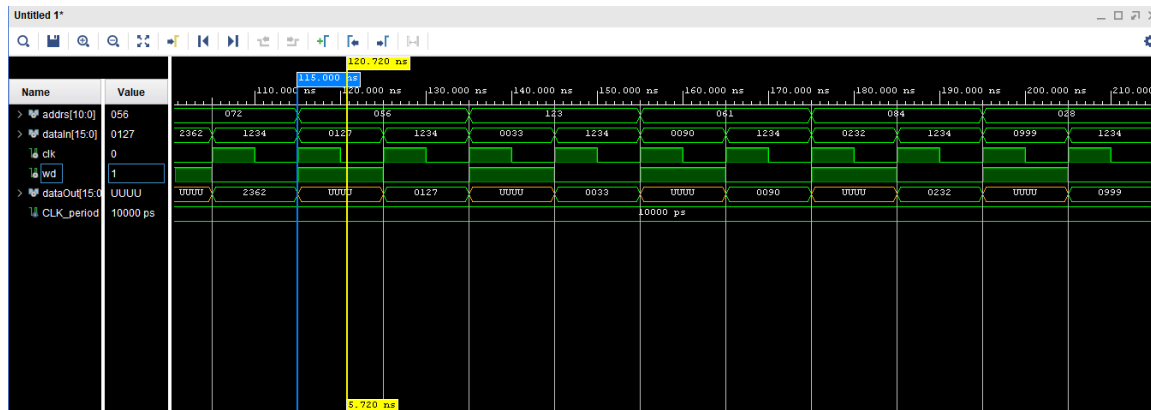 Untitled 1*
120.720 ns
115.000 ns
Name Value
110.000 ns 120.000 ns 130.000 ns 140.000 ns 150.000 ns 160.000 ns 170.000 ns 180.000 ns 190.000 ns 200.000 ns 210.000
addrs[10:0] 056 072 056 123 061 084 028
dataIn[15:0] 0127 2362 1234 0127 1234 0033 1234 0090 1234 0232 1234 0999 1234
clk 0
wd 1
dataOut[15:0 UUUU UUUU 2362 UUUU 0127 UUUU 0033 UUUU 0090 UUUU 0232 UUUU 0999
CLK_period 10000 ps 10000 ps
5.720 ns